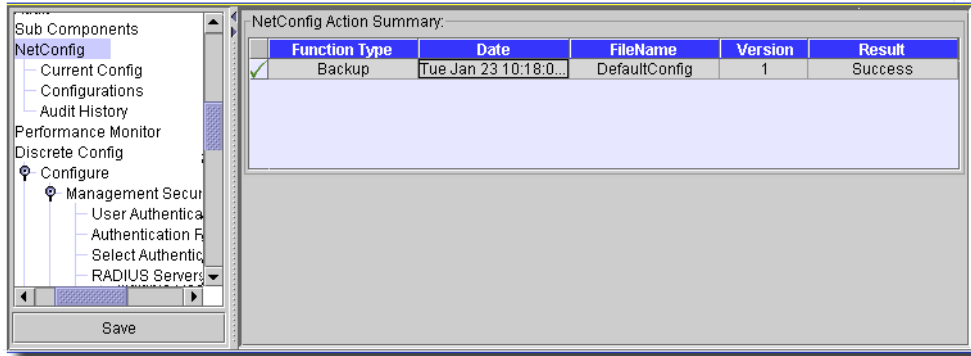 Sub Components
NetConfig
Current Config
Configurations
Audit History
Performance Monitor
Discrete Config
Configure
Management Secur
User Authentica
Authentication
Select Authentic
RADIUS Servers
Save
NetConfig Action Summary:
Function Type Date FileName Version Result
Backup Tue Jan 23 10:18:0... DefaultConfig 1 Success